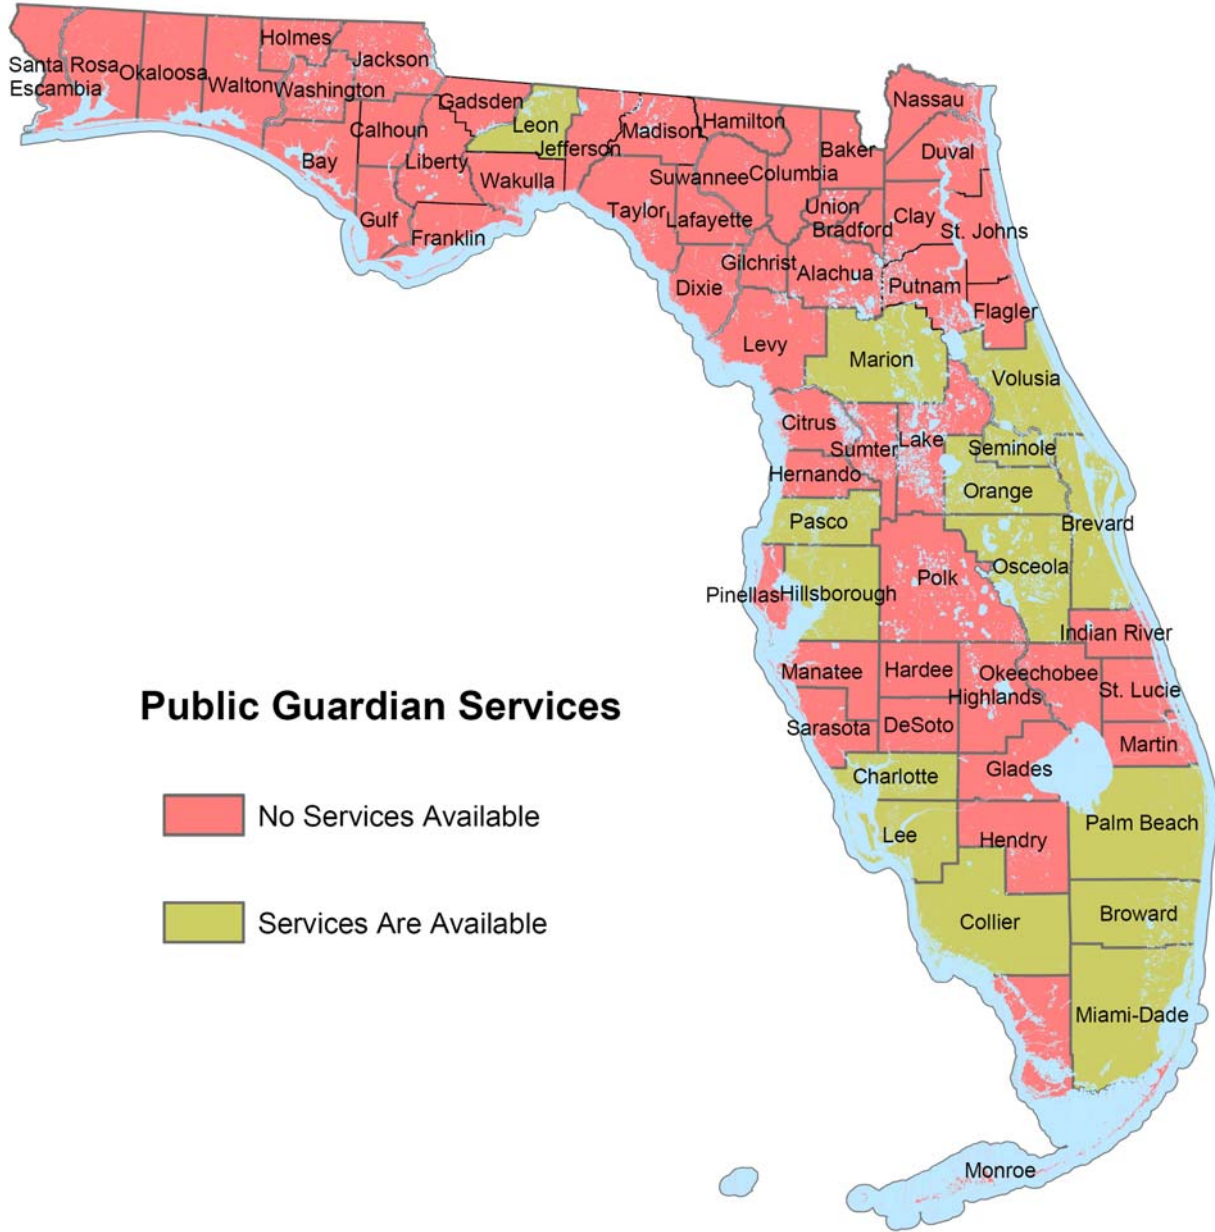 Holmes
Jackson
Santa Rosa
Okaloosa
Walton
Washington
Escambia
Nassau
Gadsden
Leon
Madison
Hamilton
Calhoun
Jefferson
Baker
Duval
Bay
Liberty
Wakulla
Suwannee
Columbia
Union
Taylor
Lafayette
Clay
Gulf
Bradford
St. Johns
Franklin
Gilchrist
Alachua
Dixie
Putnam
Flagler
Levy
Marion
Volusia
Citrus
Sumter
Lake
Seminole
Hernando
Orange
Pasco
Brevard
Osceola
Polk
Pinellas
Hillsborough
Indian River
Manatee
Hardee
Okeechobee
Highlands
St. Lucie
Public Guardian Services
Sarasota
DeSoto
Martin
Charlotte
Glades
No Services Available
Lee
Hendry
Palm Beach
Services Are Available
Collier
Broward
Miami-Dade
Monroe